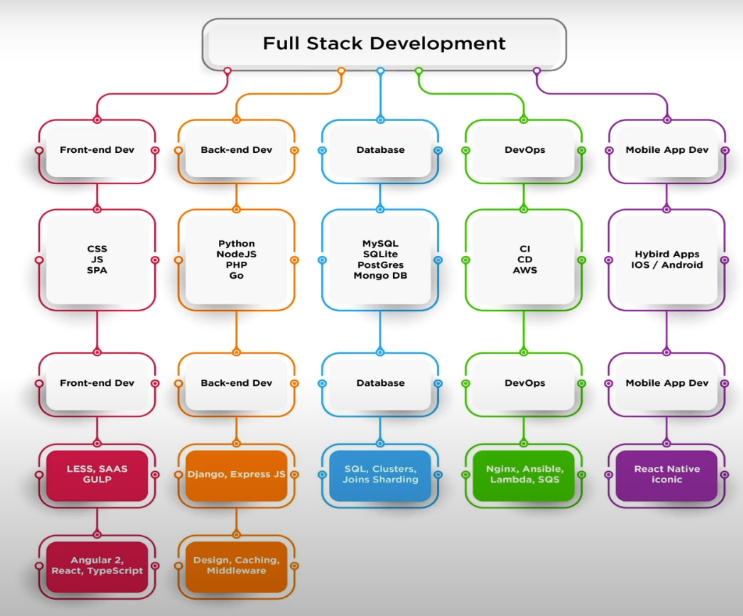 Full Stack Development
Front-end Dev
Back-end Dev
Database
DevOps
Mobile App Dev
CSS
JS
SPA
Python
NodeJS
PHP
Go
MySQL
SQLite
PostGres
Mongo DB
CI
CD
AWS
Hybird Apps
IOS / Android
Front-end Dev
Back-end Dev
Database
DevOps
Mobile App Dev
LESS, SAAS
GULP
Django, Express JS
SQL, Clusters,
Joins Sharding
Nginx, Ansible,
Lambda, SQS
React Native
iconic
Angular 2,
React, TypeScript
Design, Caching,
Middleware